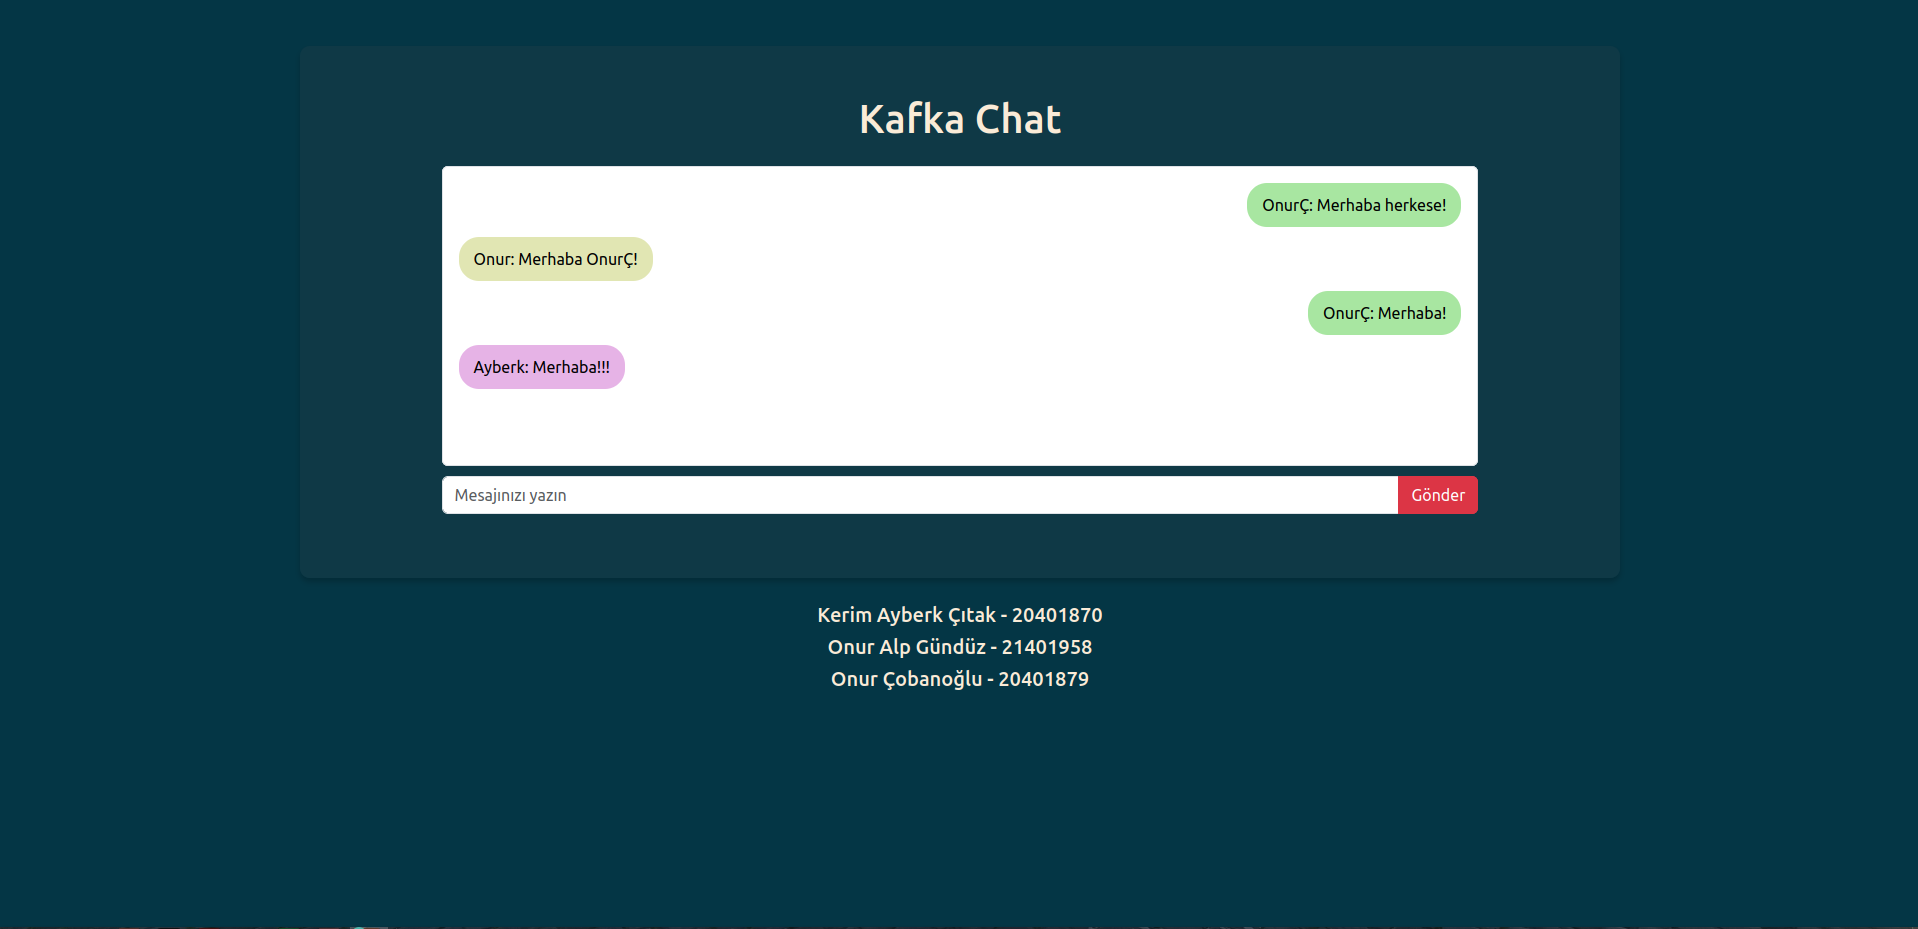 Kafka Chat
OnurÇ: Merhaba herkese!
Onur: Merhaba OnurÇ!
OnurÇ: Merhaba!
Ayberk: Merhaba!!!
Mesajınızı yazın
Gönder
Kerim Ayberk Çıtak - 20401870
Onur Alp Gündüz - 21401958
Onur Çobanoğlu - 20401879